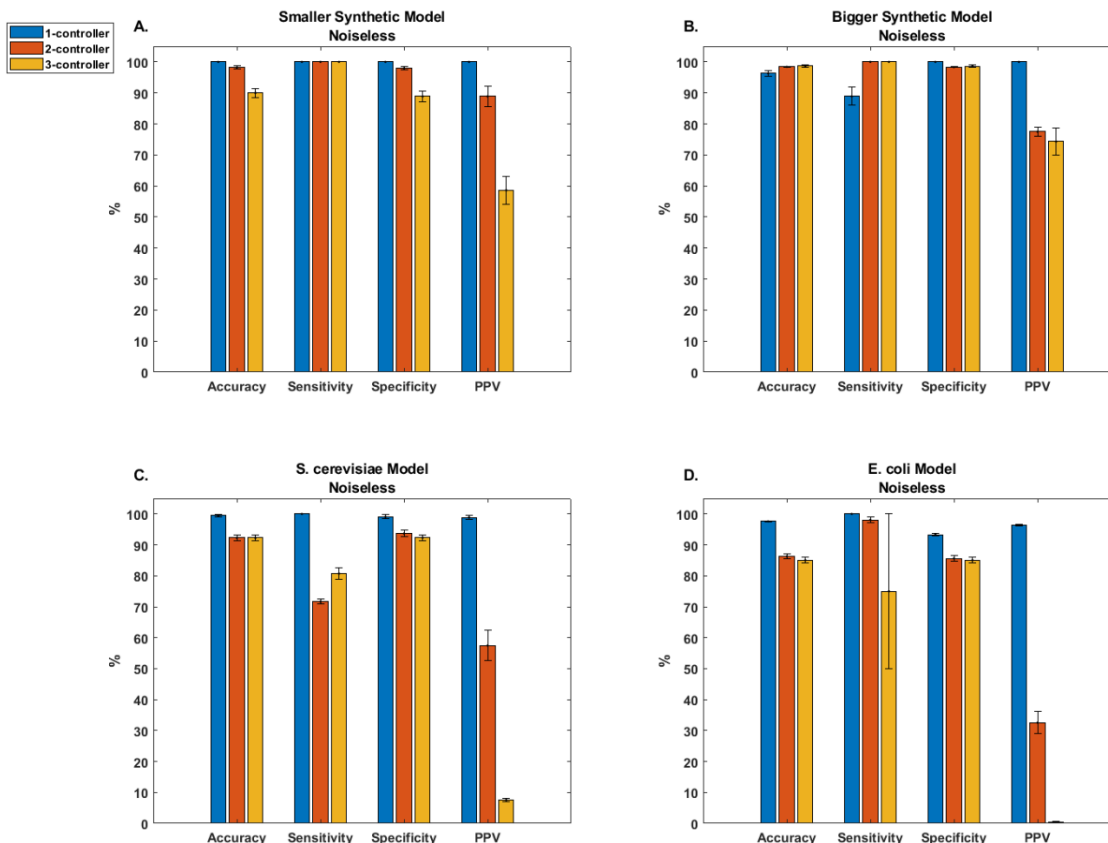 1-controller
2-controller
3-controller
A.
Smaller Synthetic Model
Noiseless
100
90
80
70
60
50
40
30
20
10
0
%
Accuracy Sensitivity Specificity PPV
B.
Bigger Synthetic Model
Noiseless
100
90
80
70
60
50
40
30
20
10
0
%
Accuracy Sensitivity Specificity PPV
C.
S. cerevisiae Model
Noiseless
100
90
80
70
60
50
40
30
20
10
0
%
Accuracy Sensitivity Specificity PPV
D.
E. coli Model
Noiseless
100
90
80
70
60
50
40
30
20
10
0
%
Accuracy Sensitivity Specificity PPV